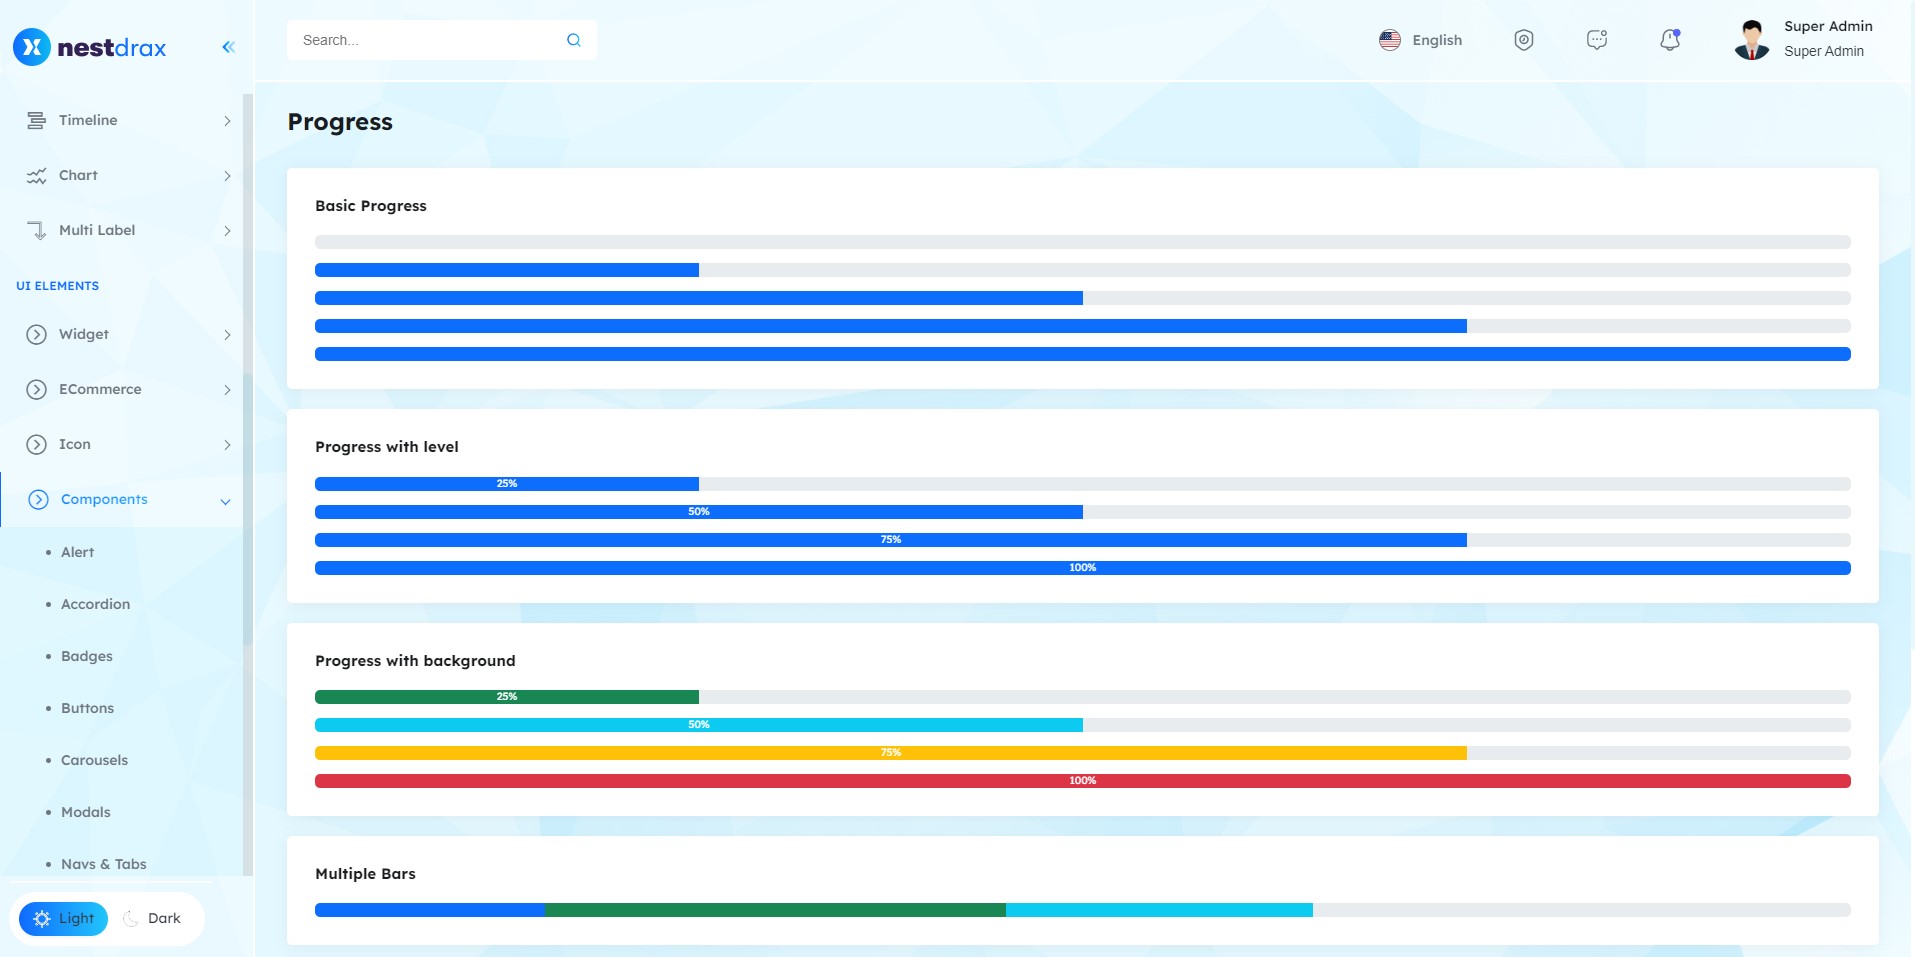 nestdrax
Search...
English
Super Admin
Super Admin
Timeline
Chart
Multi Label
UI ELEMENTS
Widget
ECommerce
Icon
Components
Alert
Accordion
Badges
Buttons
Carousels
Modals
Navs & Tabs
Light
Dark
Progress
Basic Progress
Progress with level
25%
50%
75%
100%
Progress with background
25%
50%
75%
100%
Multiple Bars